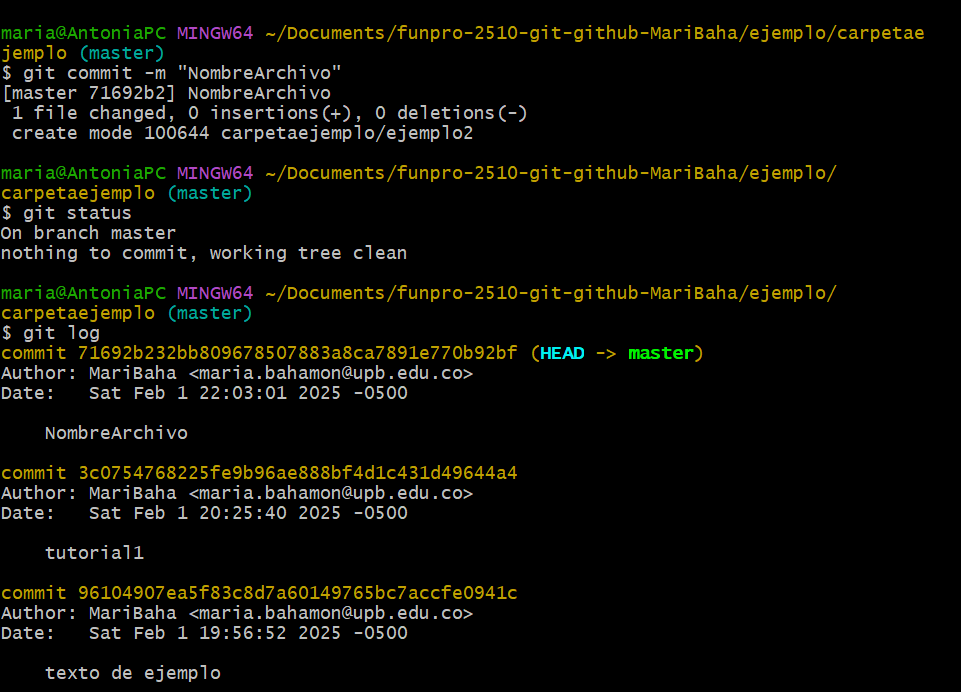 maria@AntoniaPC MINGW64 ~/Documents/funpro-2510-git-github-MariBaha/ejemplo/carpetae
jemplo (master)
$ git commit -m "NombreArchivo"
[master 71692b2] NombreArchivo
 1 file changed, 0 insertions(+), 0 deletions(-)
 create mode 100644 carpetaejemplo/ejemplo2

maria@AntoniaPC MINGW64 ~/Documents/funpro-2510-git-github-MariBaha/ejemplo/
carpetaejemplo (master)
$ git status
On branch master
nothing to commit, working tree clean

maria@AntoniaPC MINGW64 ~/Documents/funpro-2510-git-github-MariBaha/ejemplo/
carpetaejemplo (master)
$ git log
commit 71692b232bb809678507883a8ca7891e770b92bf (HEAD -> master)
Author: MariBaha <maria.bahamon@upb.edu.co>
Date:   Sat Feb 1 22:03:01 2025 -0500

    NombreArchivo

commit 3c0754768225fe9b96ae888bf4d1c431d49644a4
Author: MariBaha <maria.bahamon@upb.edu.co>
Date:   Sat Feb 1 20:25:40 2025 -0500

    tutorial1

commit 96104907ea5f83c8d7a60149765bc7accfe0941c
Author: MariBaha <maria.bahamon@upb.edu.co>
Date:   Sat Feb 1 19:56:52 2025 -0500

    texto de ejemplo